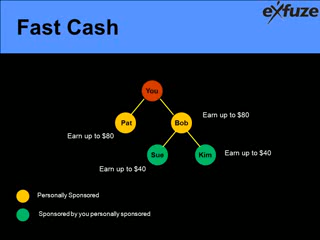 Fast Cash
exfuze
You
Pat
Bob
Earn up to $80
Earn up to $80
Sue
Kim
Earn up to $40
Earn up to $40
Personally Sponsored
Sponsored by you personally sponsored